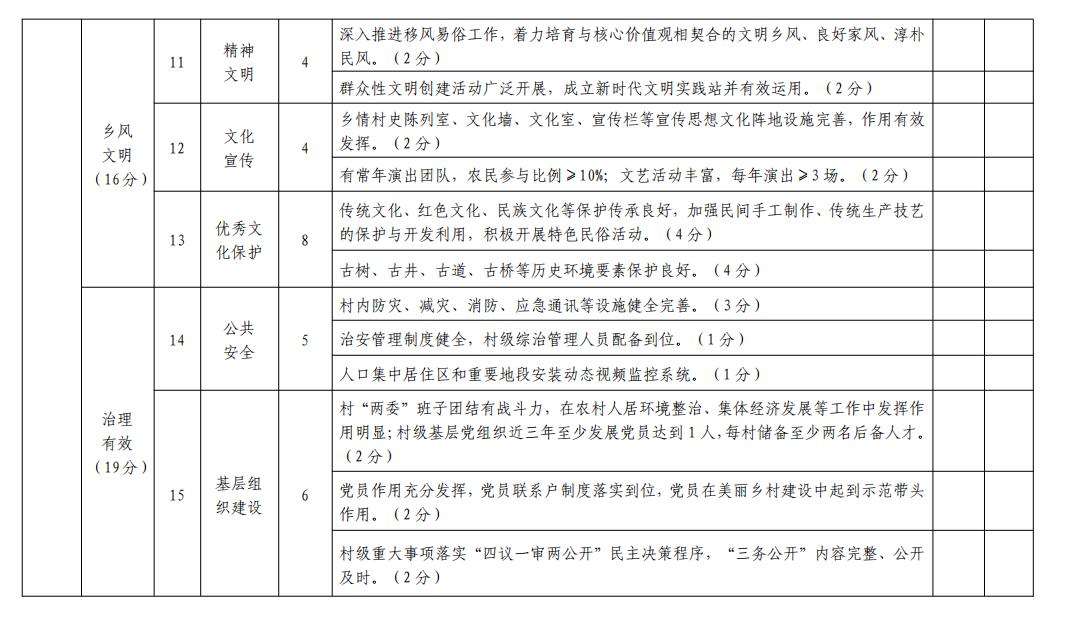 乡风
文明
（16分）
11
精神
文明
4
深入推进移风易俗工作，着力培育与核心价值观相契合的文明乡风、良好家风、淳朴
民风。（2分）
群众性文明创建活动广泛开展，成立新时代文明实践站并有效运用。（2分）
12
文化
宣传
4
乡情村史陈列室、文化墙、文化室、宣传栏等宣传思想文化阵地设施完善，作用有效
发挥。（2分）
有常年演出团队，农民参与比例≥10%；文艺活动丰富，每年演出≥3场。（2分）
13
优秀文
化保护
8
传统文化、红色文化、民族文化等保护传承良好，加强民间手工制作、传统生产技艺
的保护与开发利用，积极开展特色民俗活动。（4分）
古树、古井、古道、古桥等历史环境要素保护良好。（4分）
治理
有效
（19分）
14
公共
安全
5
村内防灾、减灾、消防、应急通讯等设施健全完善。（3分）
治安管理制度健全，村级综治管理人员配备到位。（1分）
人口集中居住区和重要地段安装动态视频监控系统。（1分）
15
基层组
织建设
6
村“两委”班子团结有战斗力，在农村人居环境整治、集体经济发展等工作中发挥作
用明显；村级基层党组织近三年至少发展党员达到1人，每村储备至少两名后备人才。
（2分）
党员作用充分发挥，党员联系户制度落实到位，党员在美丽乡村建设中起到示范带头
作用。（2分）
村级重大事项落实“四议一审两公开”民主决策程序，“三务公开”内容完整、公开
及时。（2分）